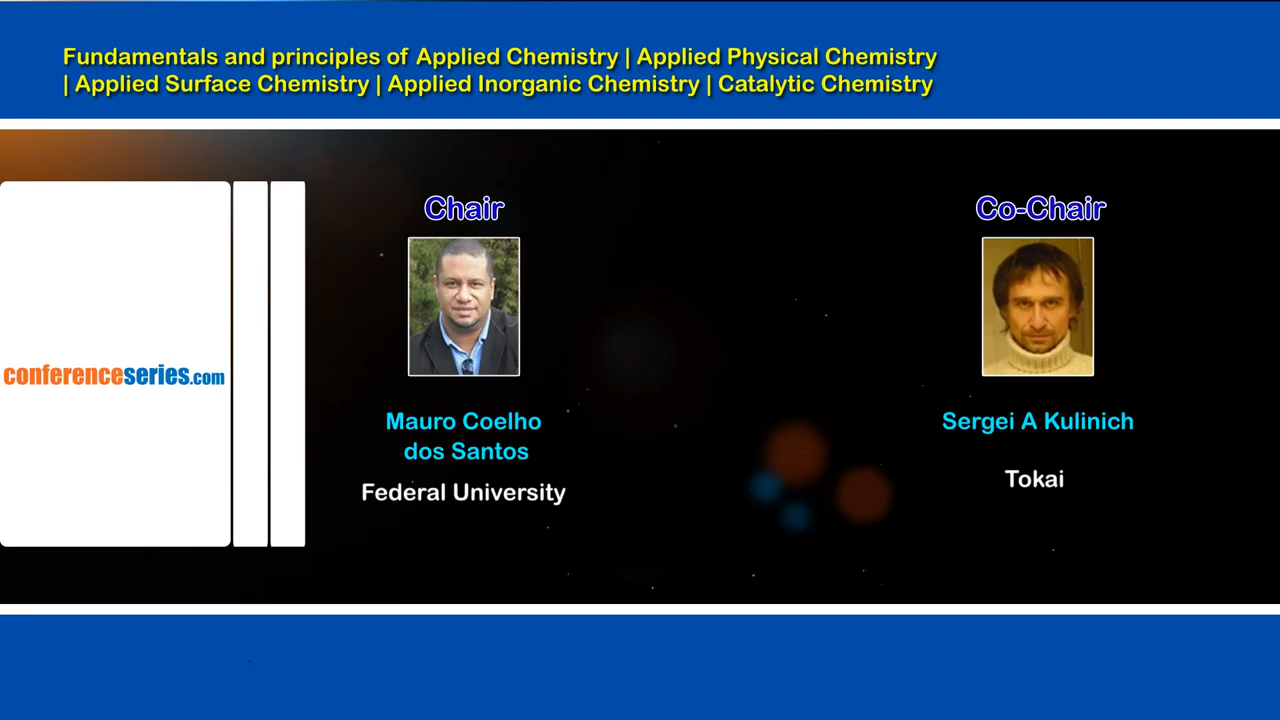 Fundamentals and principles of Applied Chemistry | Applied Physical Chemistry
| Applied Surface Chemistry | Applied Inorganic Chemistry | Catalytic Chemistry
conferenceseries.com
Chair
Mauro Coelho
dos Santos
Federal University
Co-Chair
Sergei A Kulinich
Tokai